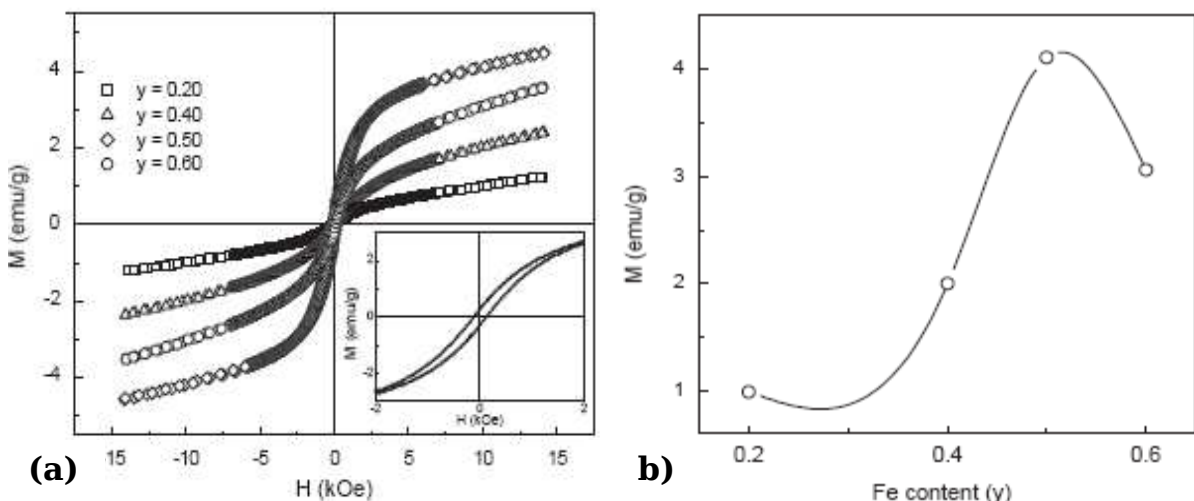 4
2
0
-2
-4
M (emu/g)
y = 0.20
y = 0.40
y = 0.50
y = 0.60
2
0
-2
M (emu/g)
-2 0 2
H (kOe)
15 -10 -5 0 5 10 15
H (kOe)
(a)
4
3
2
1
M (emu/g)
0.2 0.4 0.6
Fe content (y)
b)